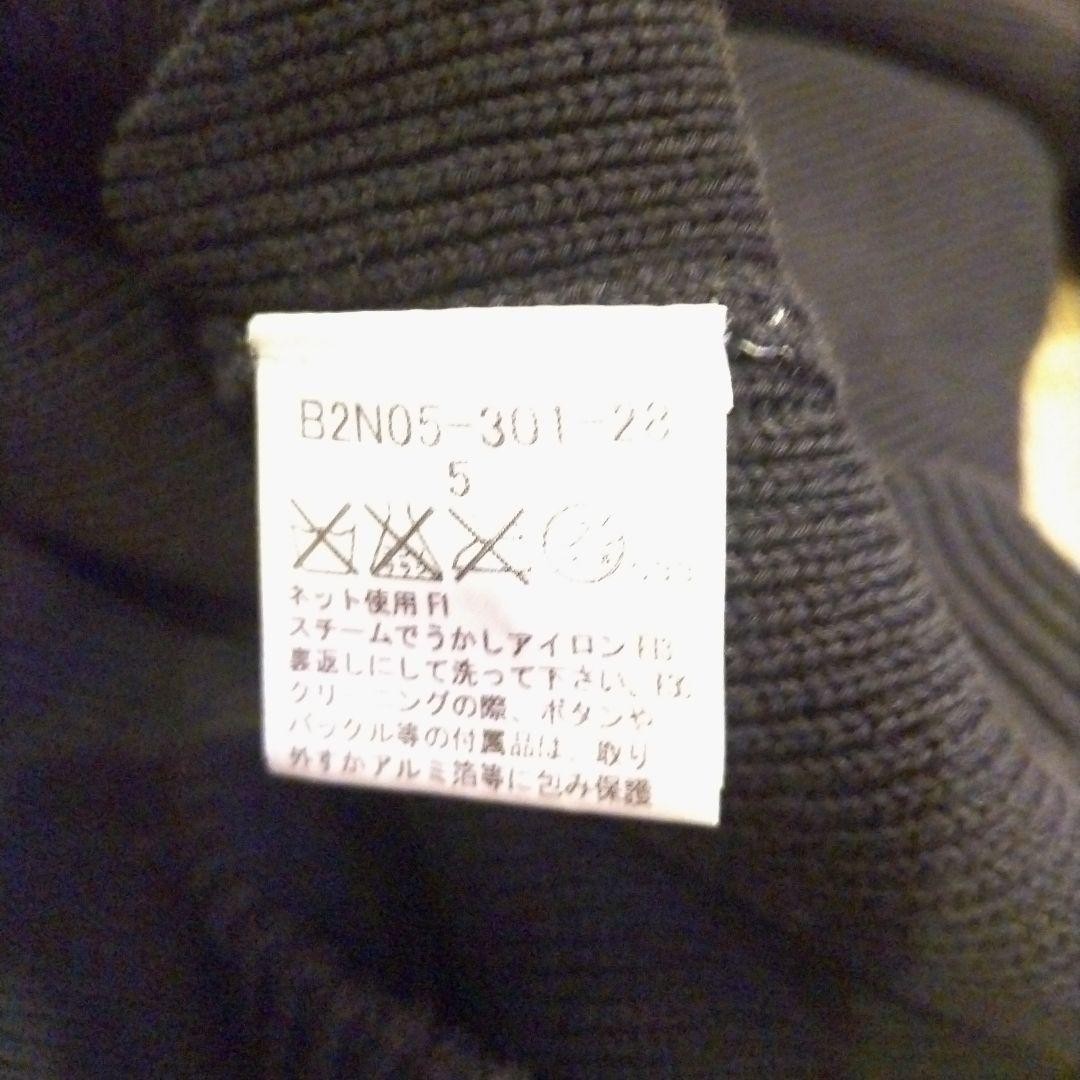 B2N05-301-28
5
ネット使用 FI
スチームでうかしアイロン
裏返しにして洗って下さい。
クリーニングの際、ボタンや
バックル等の付属品は、取り
外すかアルミ箔等に包み保護